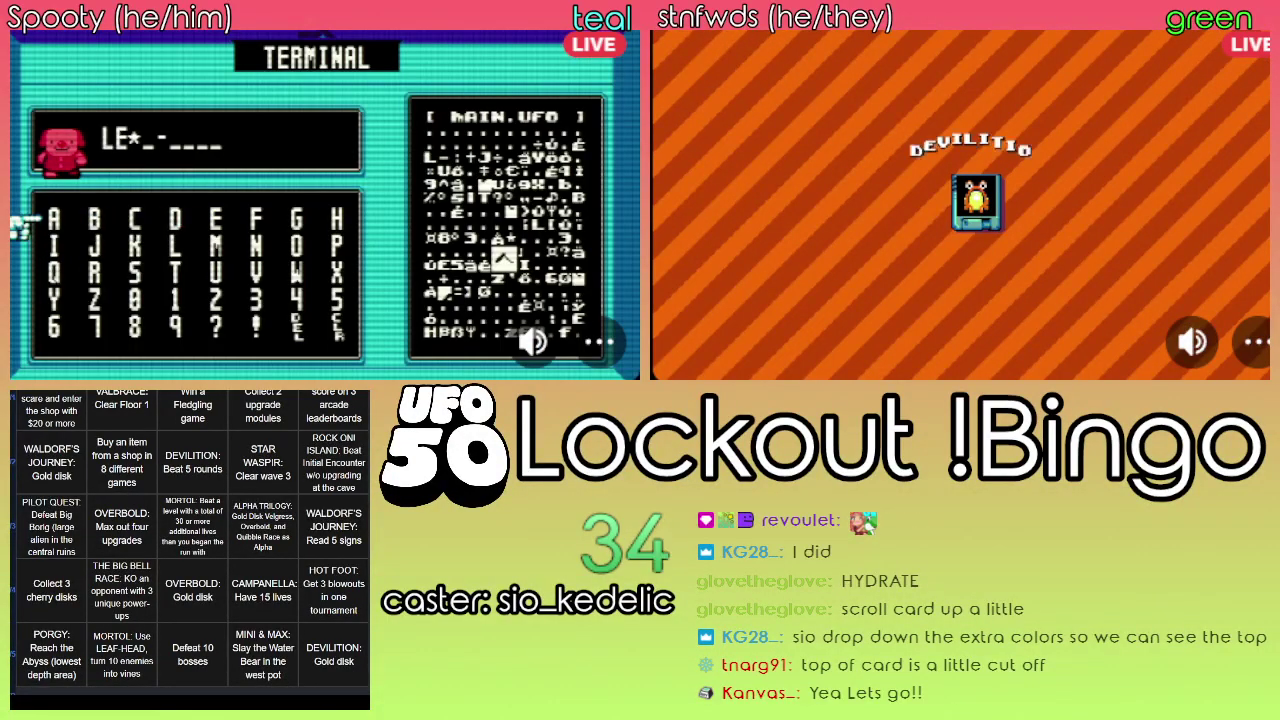 Spooty (he/him)
teal
LIVE
TERMINAL
LE*_-____
A B C D E F G H
I J K L M N O P
Q R S T U V W X
Y Z 0 1 2 3 4 5
6 7 8 9 ? ! DEL CLR
[ MAIN.UFO ]
stnfwds (he/they)
green
LIVE
DEVILITIO
scare and enter
the shop with
$20 or more
VALBRACE:
Clear Floor 1
Win a
Fledgling
game
Collect 2
upgrade
modules
score on 3
arcade
leaderboards
WALDORF'S
JOURNEY:
Gold disk
Buy an item
from a shop in
8 different
games
DEVILITION:
Beat 5 rounds
STAR
WASPIR:
Clear wave 3
ROCK ON!
ISLAND: Beat
Initial Encounter
w/o upgrading
at the cave
PILOT QUEST:
Defeat Big
Borig (large
alien in the
central ruins
OVERBOLD:
Max out four
upgrades
MORTOL: Beat a
level with a total of
30 or more
additional lives
than you began the
run with
ALPHA TRILOGY:
Gold Disk Velgress,
Overbold, and
Quibble Race as
Alpha
WALDORF'S
JOURNEY:
Read 5 signs
Collect 3
cherry disks
THE BIG BELL
RACE: KO an
opponent with 3
unique power-
ups
OVERBOLD:
Gold disk
CAMPANELLA:
Have 15 lives
HOT FOOT:
Get 3 blowouts
in one
tournament
PORGY:
Reach the
Abyss (lowest
depth area)
MORTOL: Use
LEAF-HEAD,
turn 10 enemies
into vines
Defeat 10
bosses
MINI & MAX:
Slay the Water
Bear in the
west pot
DEVILITION:
Gold disk
UFO
50
Lockout !Bingo
34
caster: sio_kedelic
revoulet:
KG28_: I did
glovetheglove: HYDRATE
glovetheglove: scroll card up a little
KG28_: sio drop down the extra colors so we can see the top
tnarg91: top of card is a little cut off
Kanvas_: Yea Lets go!!